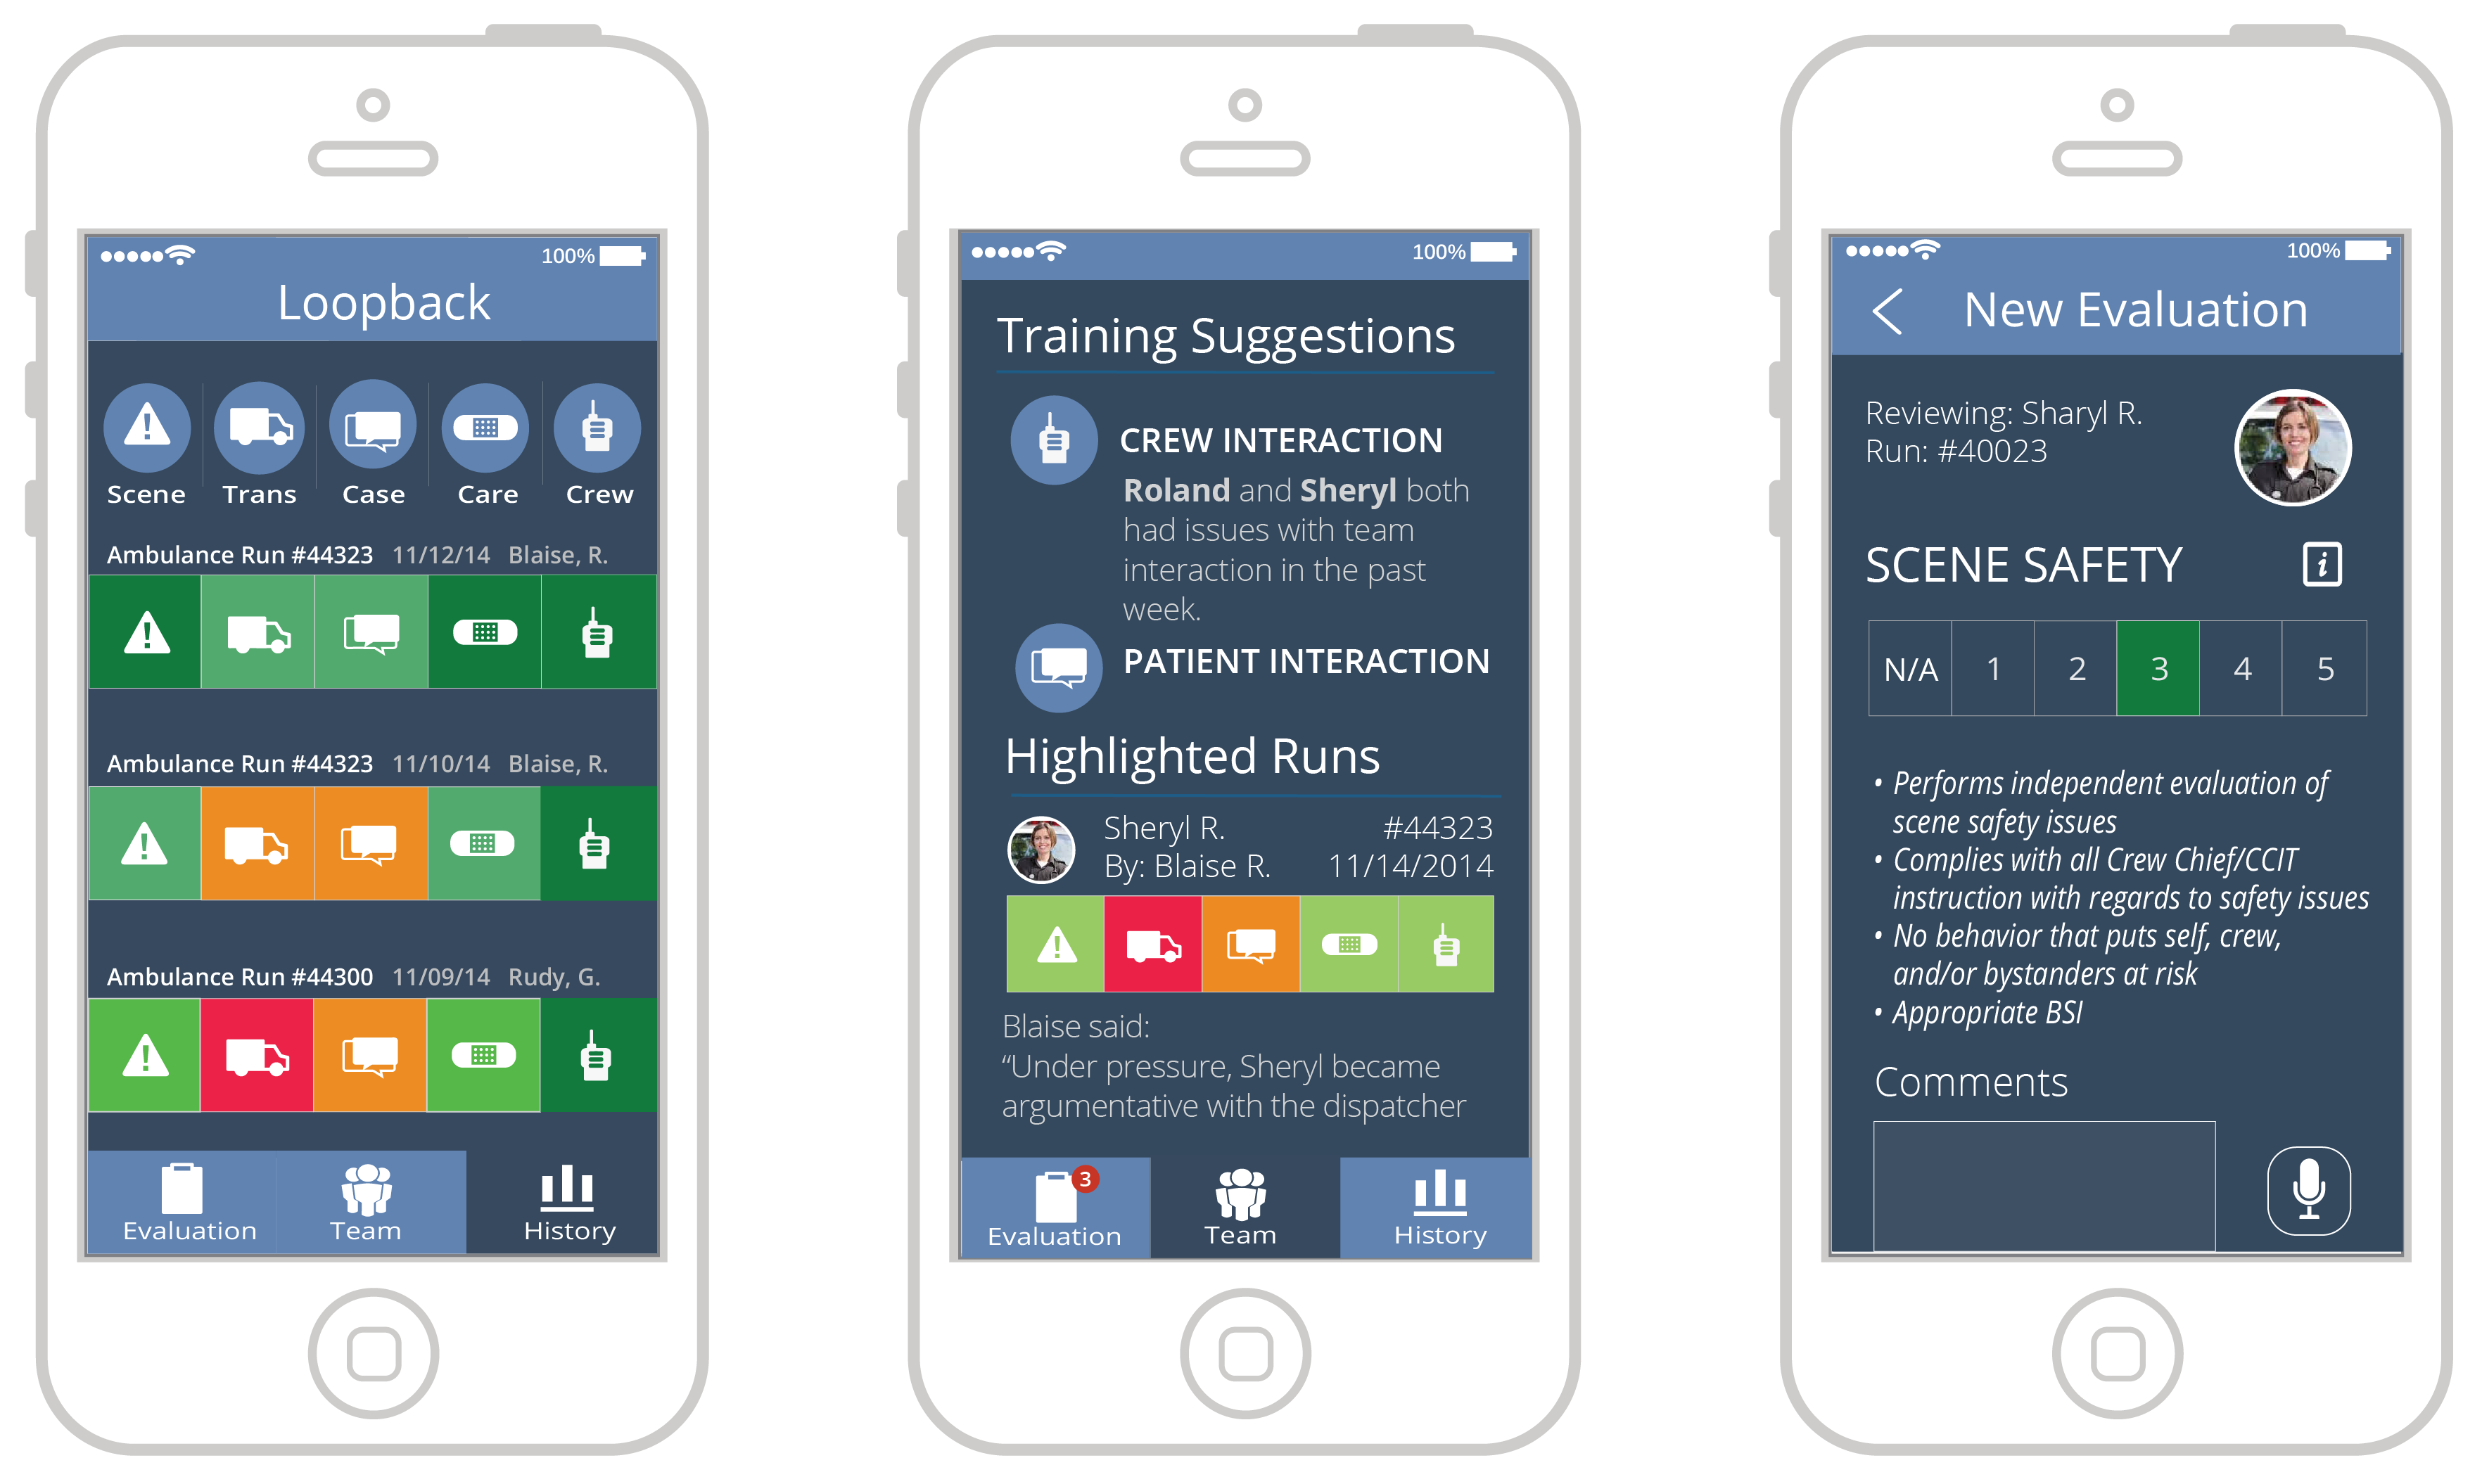 100%
Loopback
Scene Trans Case Care Crew
Ambulance Run #44323 11/12/14 Blaise, R.
Ambulance Run #44323 11/10/14 Blaise, R.
Ambulance Run #44300 11/09/14 Rudy, G.
Evaluation Team History
100%
Training Suggestions
CREW INTERACTION
Roland and Sheryl both
had issues with team
interaction in the past
week.
PATIENT INTERACTION
Highlighted Runs
Sheryl R. #44323
By: Blaise R. 11/14/2014
Blaise said:
“Under pressure, Sheryl became
argumentative with the dispatcher
3
Evaluation Team History
100%
New Evaluation
Reviewing: Sharyl R.
Run: #40023
SCENE SAFETY i
N/A 1 2 3 4 5
• Performs independent evaluation of
scene safety issues
• Complies with all Crew Chief/CCIT
instruction with regards to safety issues
• No behavior that puts self, crew,
and/or bystanders at risk
• Appropriate BSI
Comments